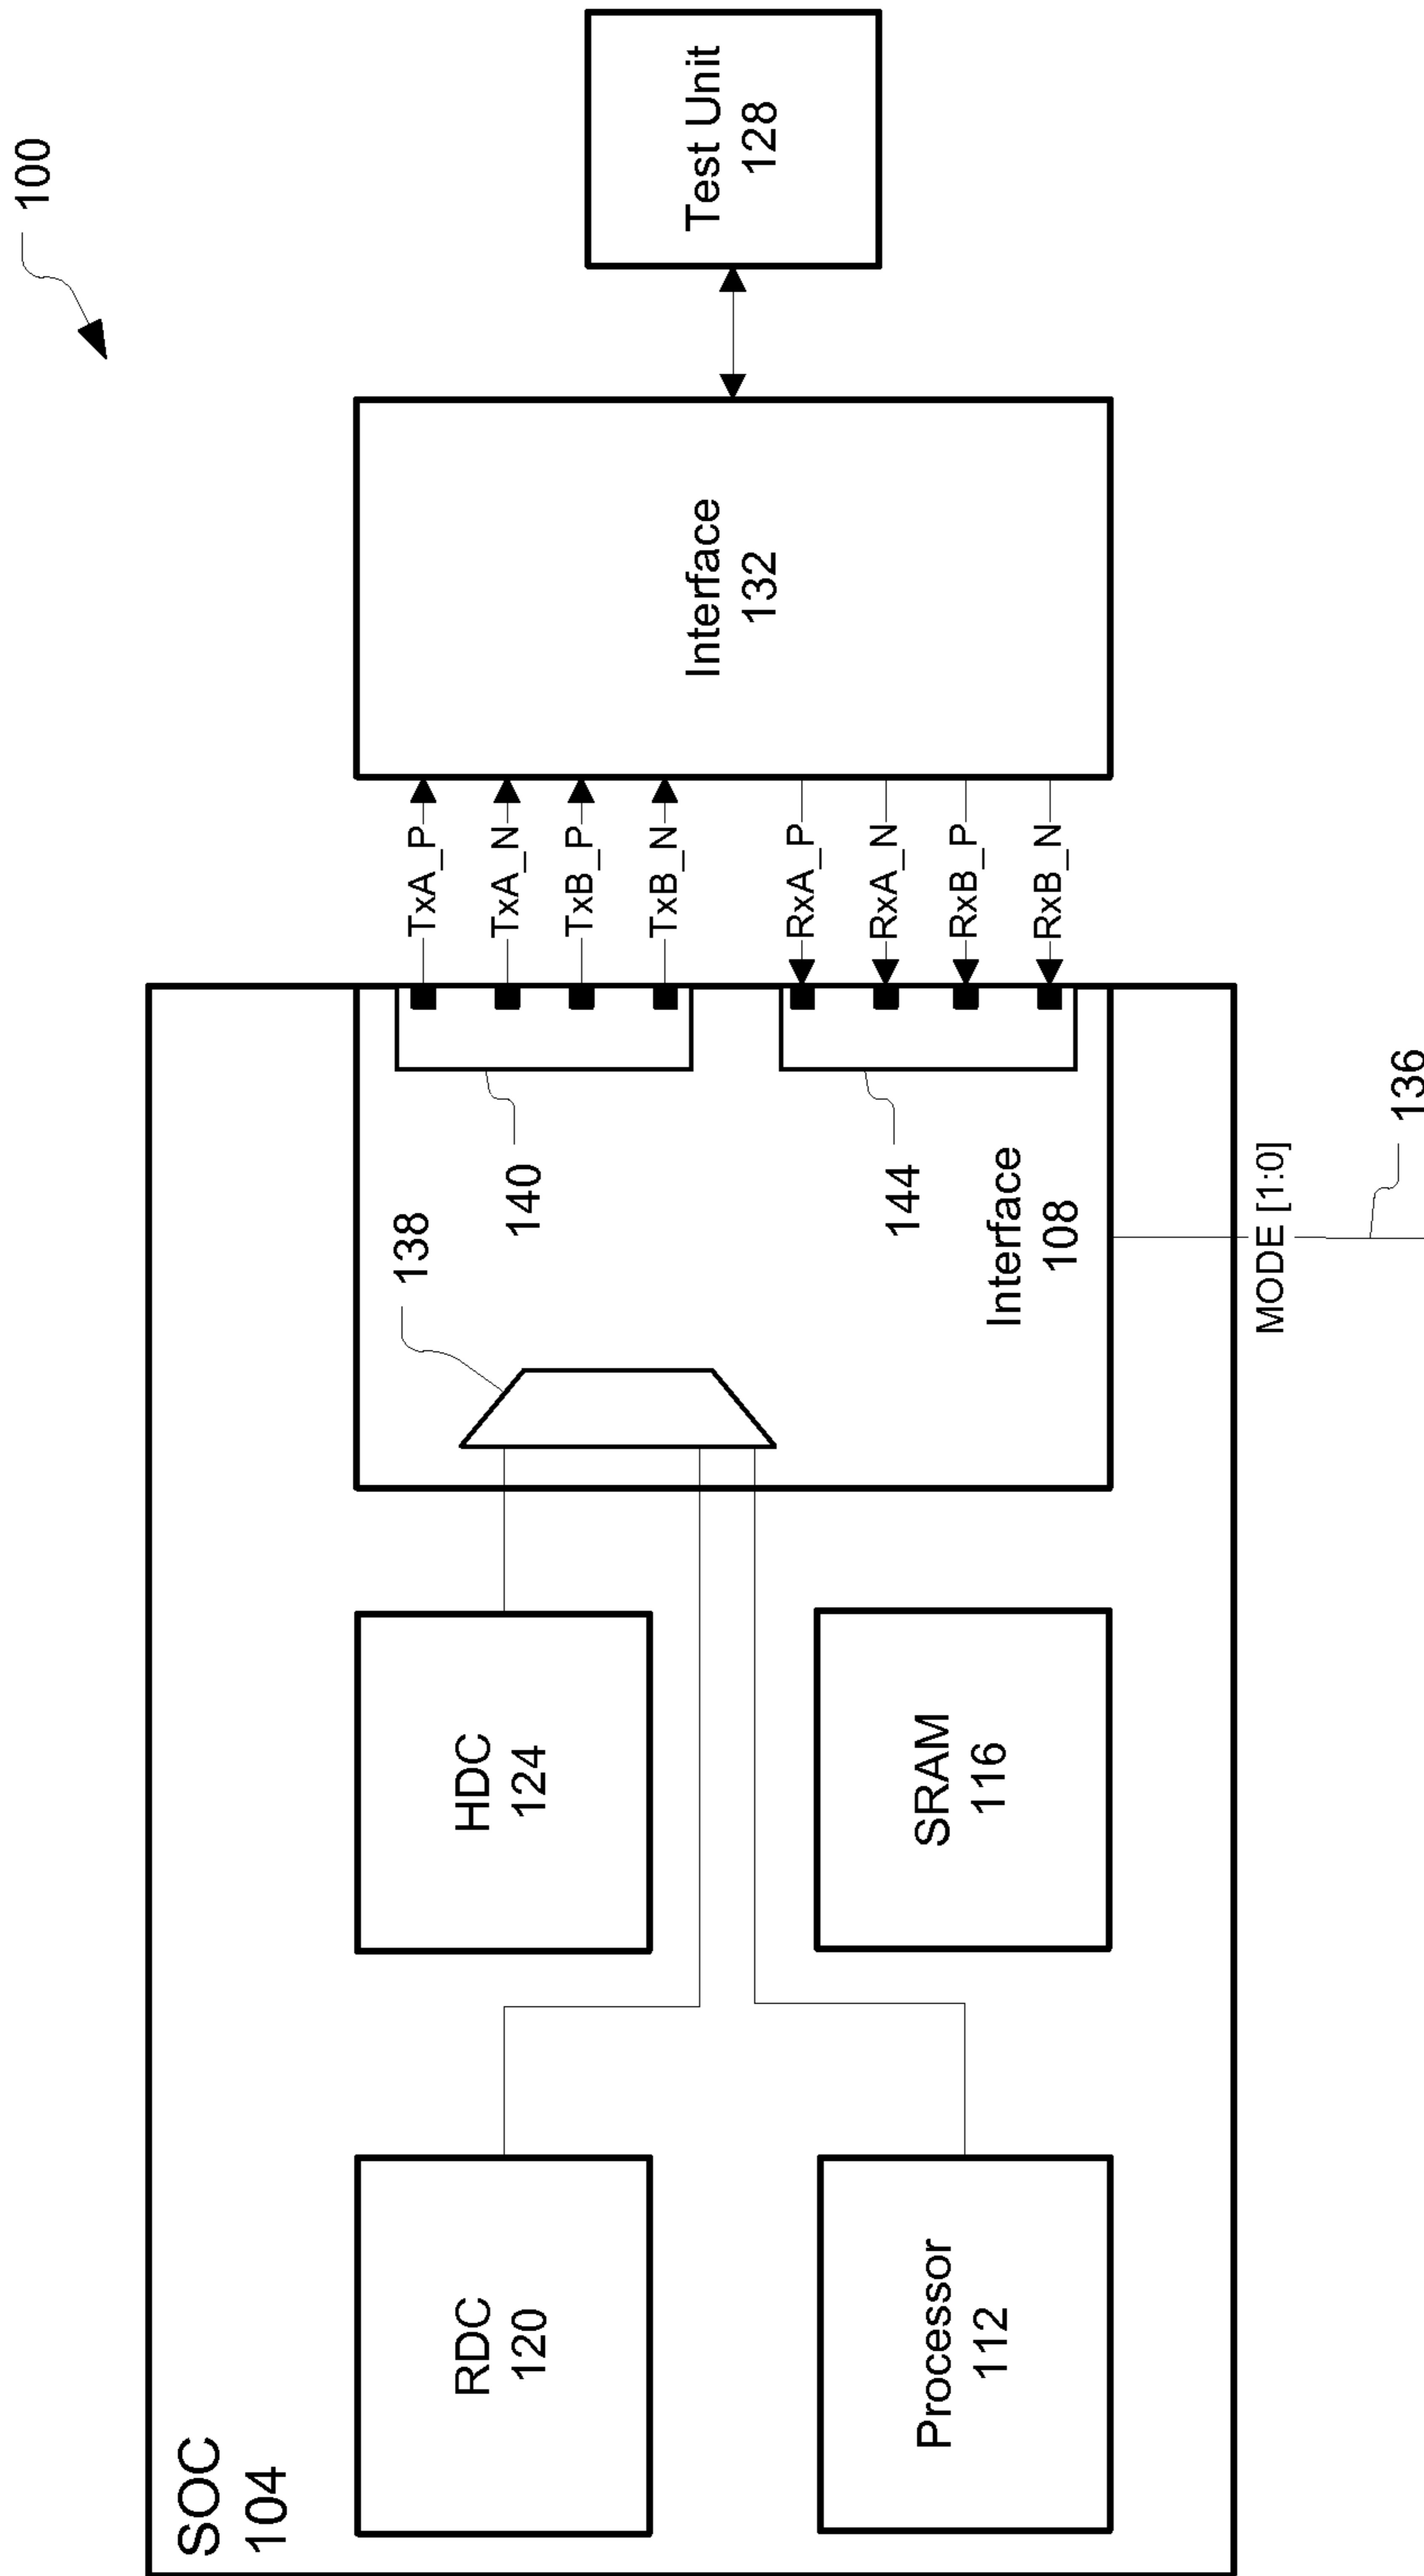 100
SOC
104
RDC
120
HDC
124
138
140
TxA_P
TxA_N
TxB_P
TxB_N
Interface
132
Test Unit
128
Processor
112
SRAM
116
Interface
108
144
RxA_P
RxA_N
RxB_P
RxB_N
MODE [1:0]
136